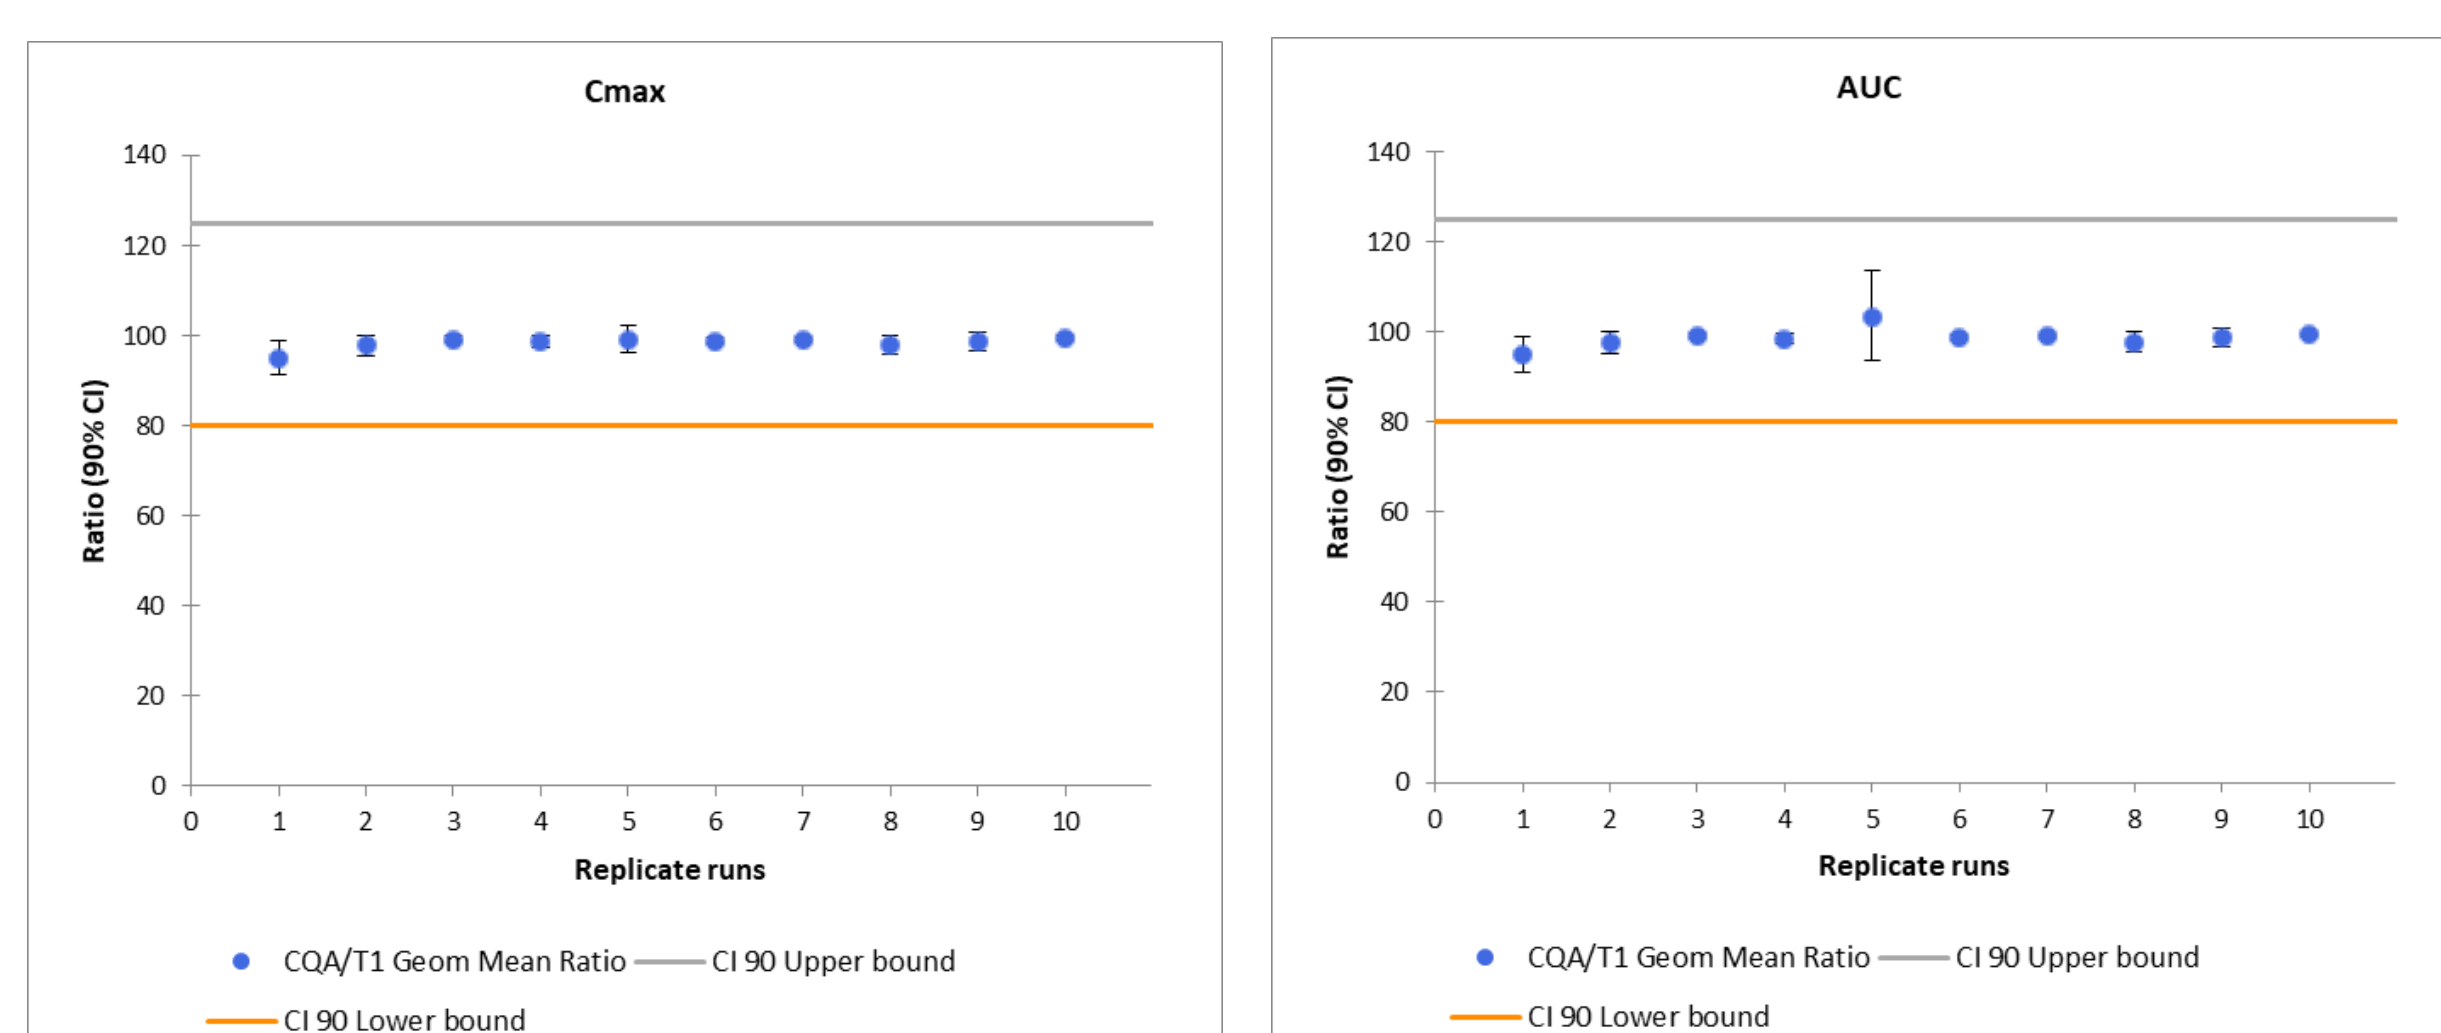 Cmax
140
120
100
80
60
40
20
0
Ratio (90% CI)
0 1 2 3 4 5 6 7 8 9 10
Replicate runs
CQA/T1 Geom Mean Ratio CI 90 Upper bound
CI 90 Lower bound
AUC
140
120
100
80
60
40
20
0
Ratio (90% CI)
0 1 2 3 4 5 6 7 8 9 10
Replicate runs
CQA/T1 Geom Mean Ratio CI 90 Upper bound
CI 90 Lower bound